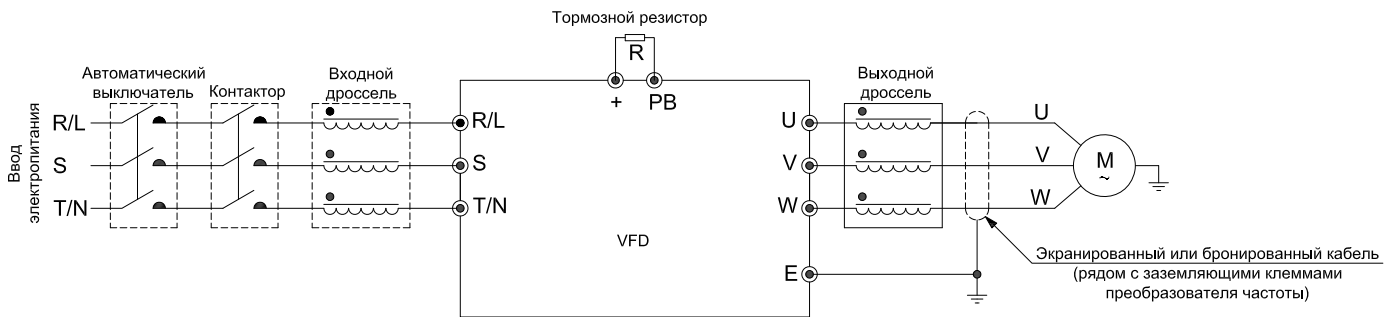 Тормозной резистор
R
+
PB
Автоматический
выключатель
Контактор
Входной
дроссель
Выходной
дроссель
Ввод
электропитания
R/L
S
T/N
R/L
S
T/N
VFD
U
V
W
E
U
V
W
M
~
Экранированный или бронированный кабель
(рядом с заземляющими клеммами
преобразователя частоты)